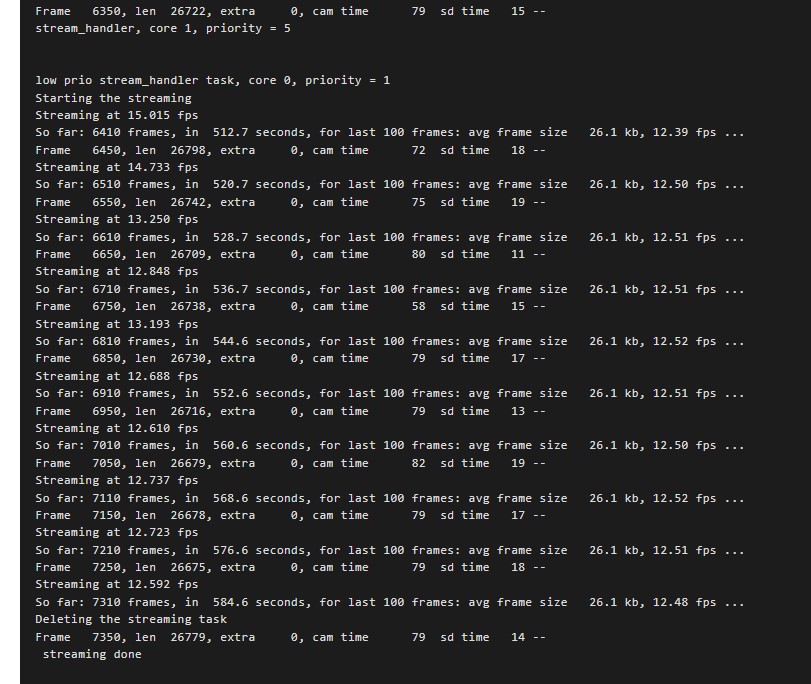 Frame   6350, len  26722, extra     0, cam time      79  sd time   15 --
stream_handler, core 1, priority = 5
low prio stream_handler task, core 0, priority = 1
Starting the streaming
Streaming at 15.015 fps
So far: 6410 frames, in  512.7 seconds, for last 100 frames: avg frame size   26.1 kb, 12.39 fps ...
Frame   6450, len  26798, extra     0, cam time      72  sd time   18 --
Streaming at 14.733 fps
So far: 6510 frames, in  520.7 seconds, for last 100 frames: avg frame size   26.1 kb, 12.50 fps ...
Frame   6550, len  26742, extra     0, cam time      75  sd time   19 --
Streaming at 13.250 fps
So far: 6610 frames, in  528.7 seconds, for last 100 frames: avg frame size   26.1 kb, 12.51 fps ...
Frame   6650, len  26709, extra     0, cam time      80  sd time   11 --
Streaming at 12.848 fps
So far: 6710 frames, in  536.7 seconds, for last 100 frames: avg frame size   26.1 kb, 12.51 fps ...
Frame   6750, len  26738, extra     0, cam time      58  sd time   15 --
Streaming at 13.193 fps
So far: 6810 frames, in  544.6 seconds, for last 100 frames: avg frame size   26.1 kb, 12.52 fps ...
Frame   6850, len  26730, extra     0, cam time      79  sd time   17 --
Streaming at 12.688 fps
So far: 6910 frames, in  552.6 seconds, for last 100 frames: avg frame size   26.1 kb, 12.51 fps ...
Frame   6950, len  26716, extra     0, cam time      79  sd time   13 --
Streaming at 12.610 fps
So far: 7010 frames, in  560.6 seconds, for last 100 frames: avg frame size   26.1 kb, 12.50 fps ...
Frame   7050, len  26679, extra     0, cam time      82  sd time   19 --
Streaming at 12.737 fps
So far: 7110 frames, in  568.6 seconds, for last 100 frames: avg frame size   26.1 kb, 12.52 fps ...
Frame   7150, len  26678, extra     0, cam time      79  sd time   17 --
Streaming at 12.723 fps
So far: 7210 frames, in  576.6 seconds, for last 100 frames: avg frame size   26.1 kb, 12.51 fps ...
Frame   7250, len  26675, extra     0, cam time      79  sd time   18 --
Streaming at 12.592 fps
So far: 7310 frames, in  584.6 seconds, for last 100 frames: avg frame size   26.1 kb, 12.48 fps ...
Deleting the streaming task
Frame   7350, len  26779, extra     0, cam time      79  sd time   14 --
 streaming done